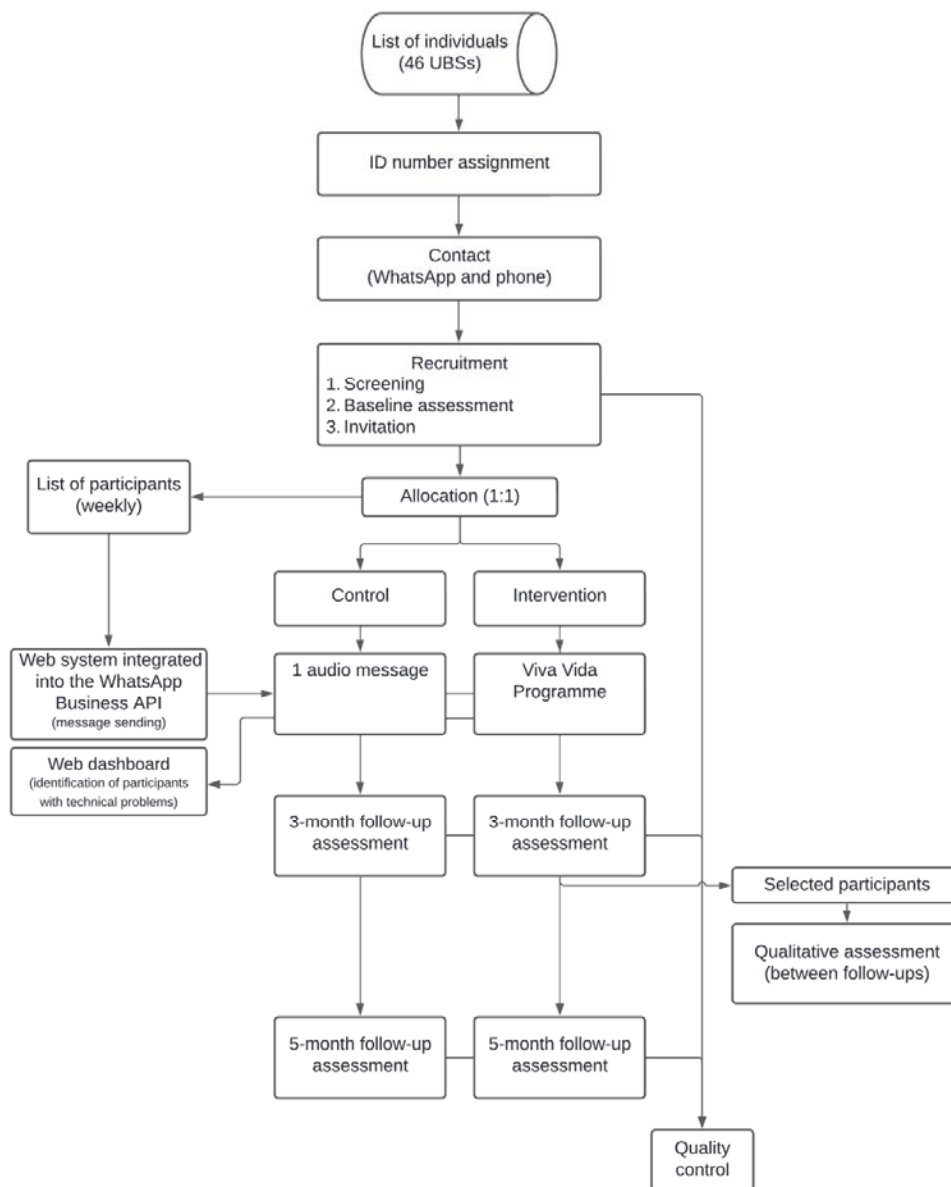 List of individuals
(46 UBSs)
ID number assignment
Contact
(WhatsApp and phone)
Recruitment
1. Screening
2. Baseline assessment
3. Invitation
List of participants
(weekly)
Allocation (1:1)
Control
Intervention
Web system integrated
into the WhatsApp
Business API
(message sending)
1 audio message
Viva Vida
Programme
Web dashboard
(identification of participants
with technical problems)
3-month follow-up
assessment
3-month follow-up
assessment
Selected participants
Qualitative assessment
(between follow-ups)
5-month follow-up
assessment
5-month follow-up
assessment
Quality
control